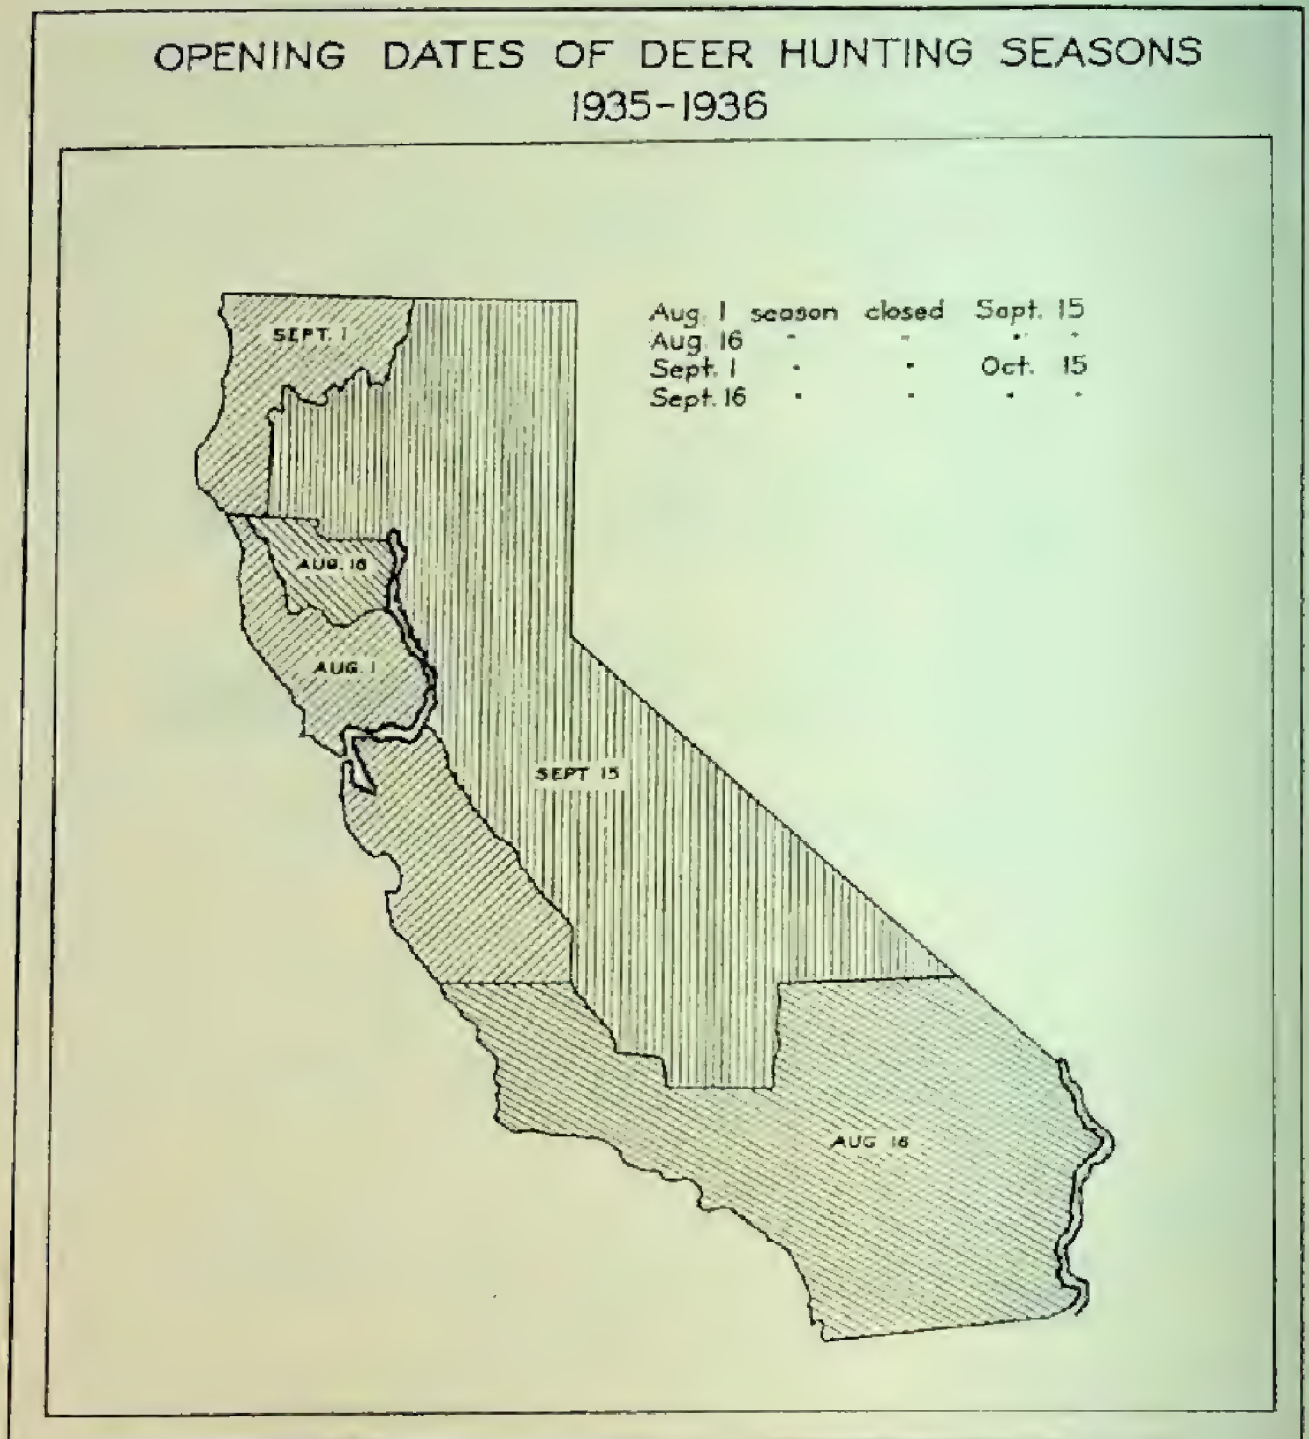 OPENING DATES OF DEER HUNTING SEASONS
1935-1936
Aug. 1 season closed Sept. 15
Aug. 16 " " " "
Sept. 1 " " Oct. 15
Sept. 16 " " " "
SEPT. 1
AUG. 16
AUG. 1
SEPT 15
AUG 16